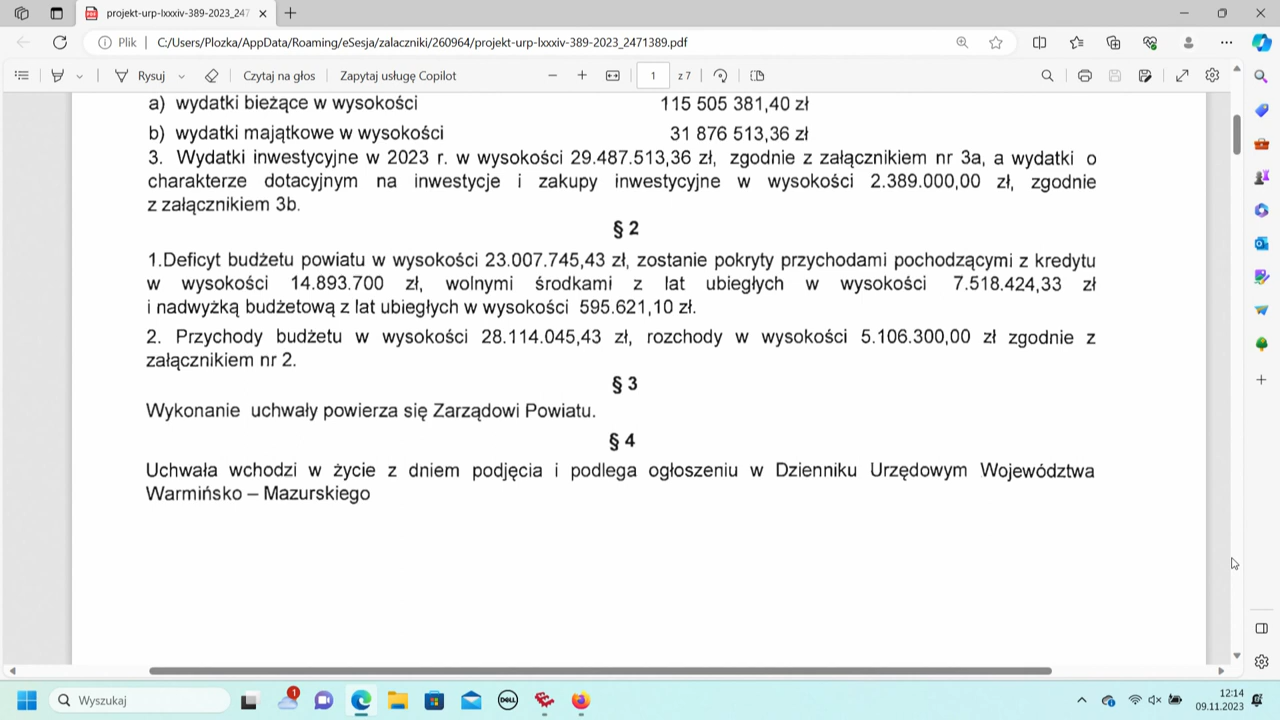 projekt-urp-lxxxiv-389-2023_247
Plik
C:/Users/Plozka/AppData/Roaming/eSesja/zalaczniki/260964/projekt-urp-lxxxiv-389-2023_2471389.pdf
Rysuj
Czytaj na głos
Zapytaj usługę Copilot
1
z 7
a) wydatki bieżące w wysokości 115 505 381,40 zł
b) wydatki majątkowe w wysokości 31 876 513,36 zł
3. Wydatki inwestycyjne w 2023 r. w wysokości 29.487.513,36 zł, zgodnie z załącznikiem nr 3a, a wydatki o
charakterze dotacyjnym na inwestycje i zakupy inwestycyjne w wysokości 2.389.000,00 zł, zgodnie
z załącznikiem 3b.
§ 2
1.Deficyt budżetu powiatu w wysokości 23.007.745,43 zł, zostanie pokryty przychodami pochodzącymi z kredytu
w wysokości 14.893.700 zł, wolnymi środkami z lat ubiegłych w wysokości 7.518.424,33 zł
i nadwyżką budżetową z lat ubiegłych w wysokości 595.621,10 zł.
2. Przychody budżetu w wysokości 28.114.045,43 zł, rozchody w wysokości 5.106.300,00 zł zgodnie z
załącznikiem nr 2.
§ 3
Wykonanie uchwały powierza się Zarządowi Powiatu.
§ 4
Uchwała wchodzi w życie z dniem podjęcia i podlega ogłoszeniu w Dzienniku Urzędowym Województwa
Warmińsko – Mazurskiego
Wyszukaj
1
DELL
12:14
09.11.2023